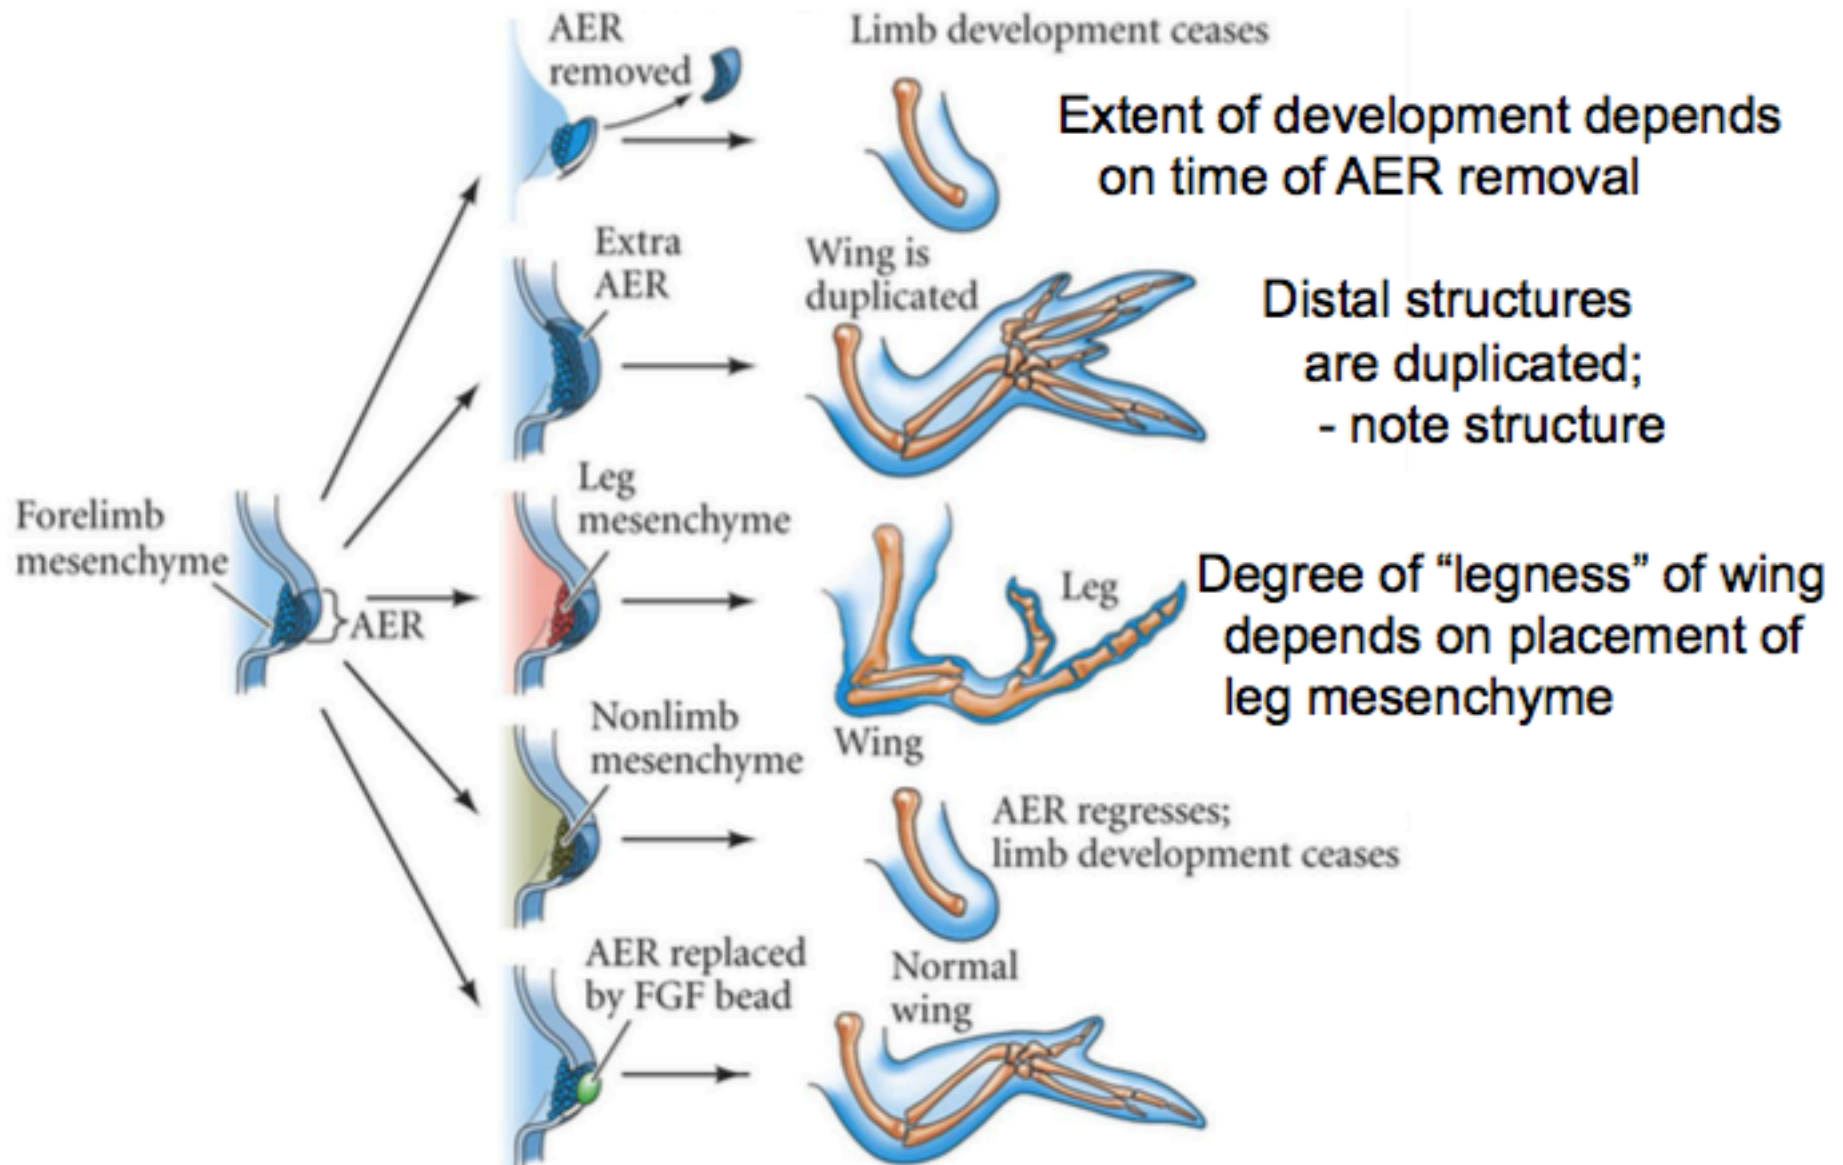 AER
removed
Limb development ceases
Extent of development depends
on time of AER removal
Extra
AER
Wing is
duplicated
Distal structures
are duplicated;
- note structure
Forelimb
mesenchyme
AER
Leg
mesenchyme
Leg
Wing
Degree of “legness” of wing
depends on placement of
leg mesenchyme
Nonlimb
mesenchyme
AER regresses;
limb development ceases
AER replaced
by FGF bead
Normal
wing